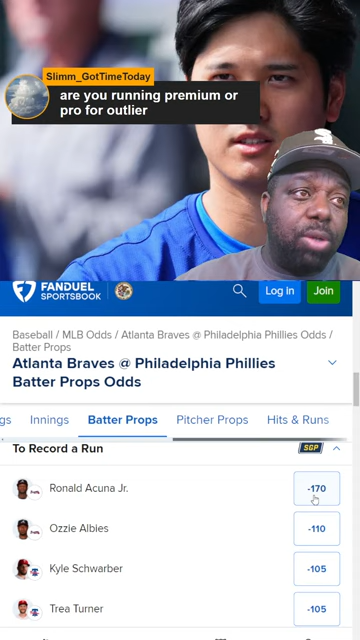 Slimm_GotTimeToday
are you running premium or
pro for outlier
FANDUEL
SPORTSBOOK
Log In
Join
Baseball / MLB Odds / Atlanta Braves @ Philadelphia Phillies Odds /
Batter Props
Atlanta Braves @ Philadelphia Phillies
Batter Props Odds
gs
Innings
Batter Props
Pitcher Props
Hits & Runs
To Record a Run
SGP
Ronald Acuna Jr.
-170
Ozzie Albies
-110
Kyle Schwarber
-105
Trea Turner
-105